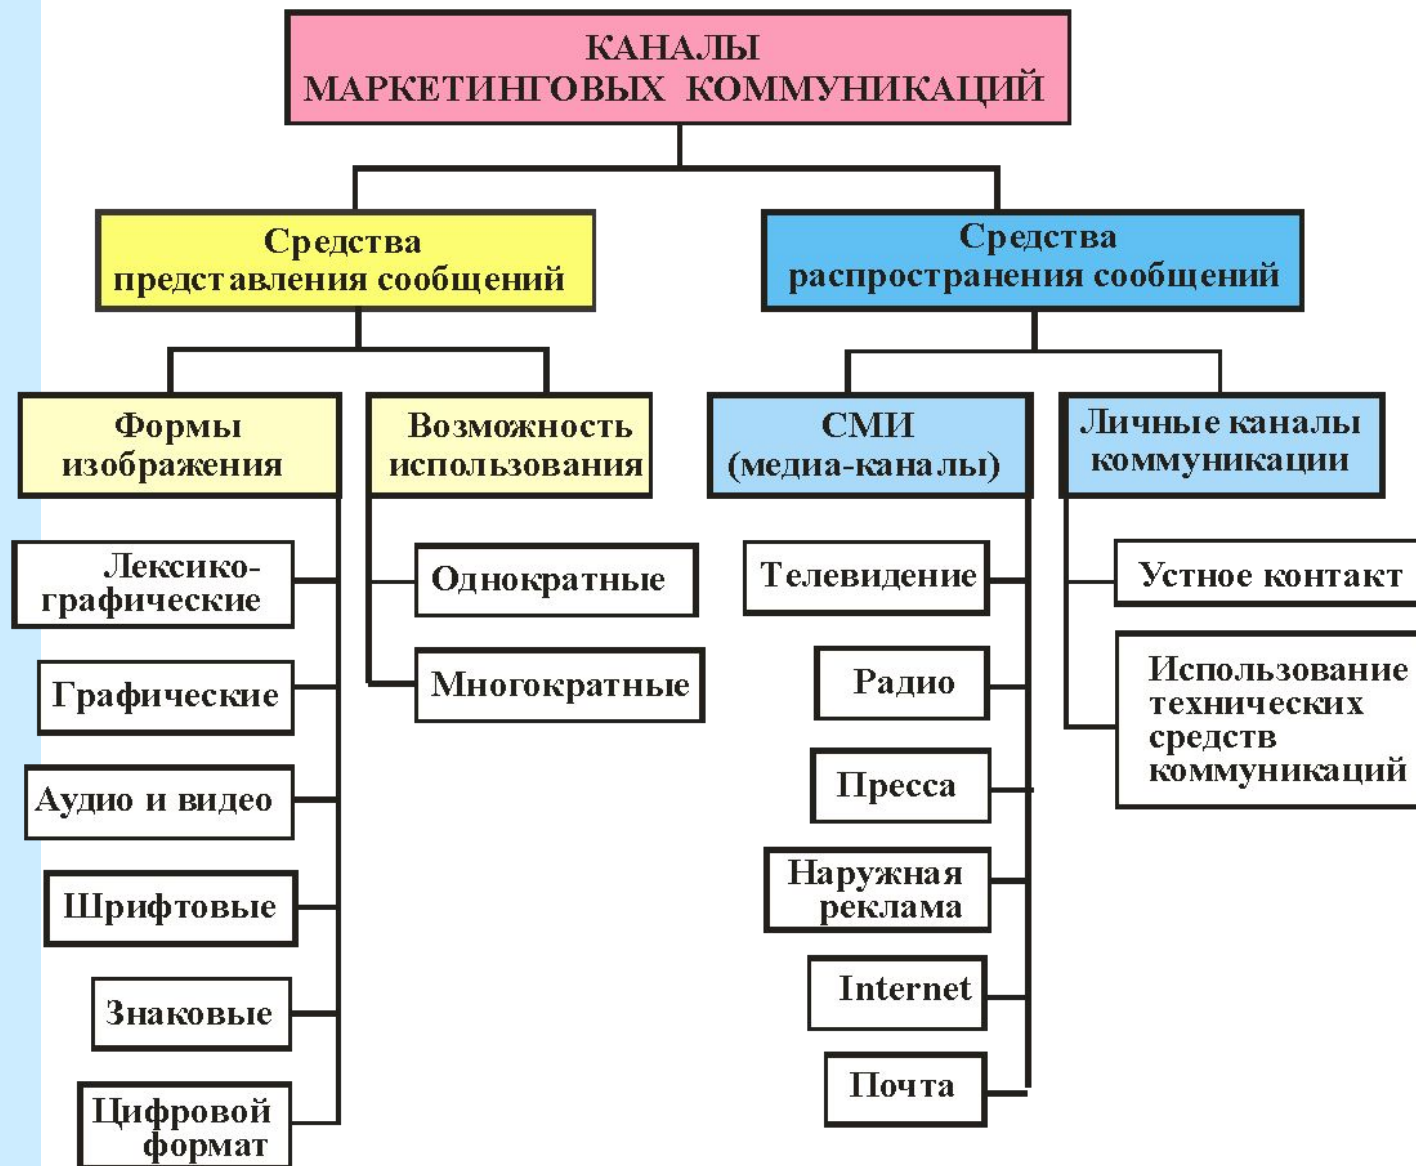 КАНАЛЫ
МАРКЕТИНГОВЫХ КОММУНИКАЦИЙ
Средства
представления сообщений
Средства
распространения сообщений
Формы
изображения
Возможность
использования
СМИ
(медиа-каналы)
Личные каналы
коммуникации
Лексико-
графические
Графические
Аудио и видео
Шрифтовые
Знаковые
Цифровой
формат
Однократные
Многократные
Телевидение
Радио
Пресса
Наружная
реклама
Internet
Почта
Устное контакт
Использование
технических
средств
коммуникаций